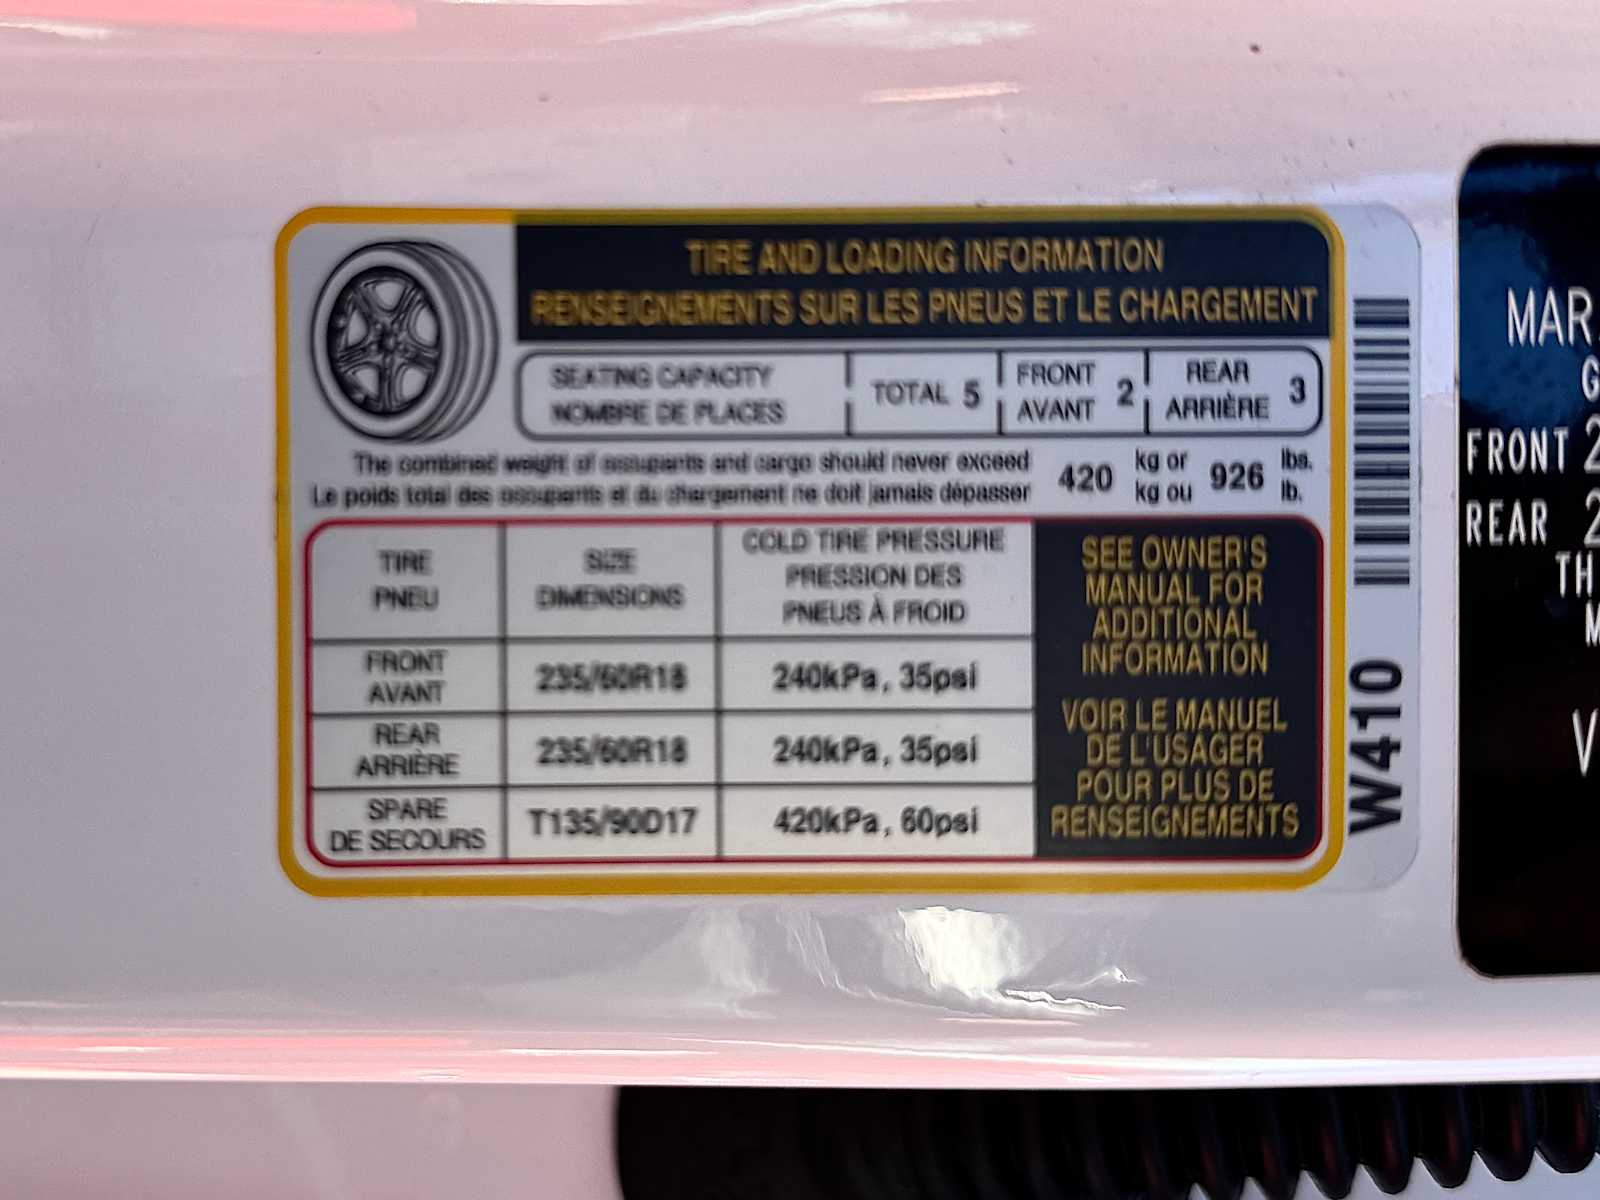 TIRE AND LOADING INFORMATION
RENSEIGNEMENTS SUR LES PNEUS ET LE CHARGEMENT
SEATING CAPACITY
NOMBRE DE PLACES
TOTAL 5
FRONT
AVANT
2
REAR
ARRIÈRE
3
The combined weight of occupants and cargo should never exceed
Le poids total des occupants et du chargement ne doit jamais dépasser
420
kg or
kg ou
926
lbs.
lb.
TIRE
PNEU
SIZE
DIMENSIONS
COLD TIRE PRESSURE
PRESSION DES
PNEUS À FROID
FRONT
AVANT
235/60R18
240kPa, 35psi
REAR
ARRIÈRE
235/60R18
240kPa, 35psi
SPARE
DE SECOURS
T135/90D17
420kPa, 60psi
SEE OWNER'S
MANUAL FOR
ADDITIONAL
INFORMATION
VOIR LE MANUEL
DE L'USAGER
POUR PLUS DE
RENSEIGNEMENTS
W410
MAR
G
FRONT 2
REAR 2
TH
M
V